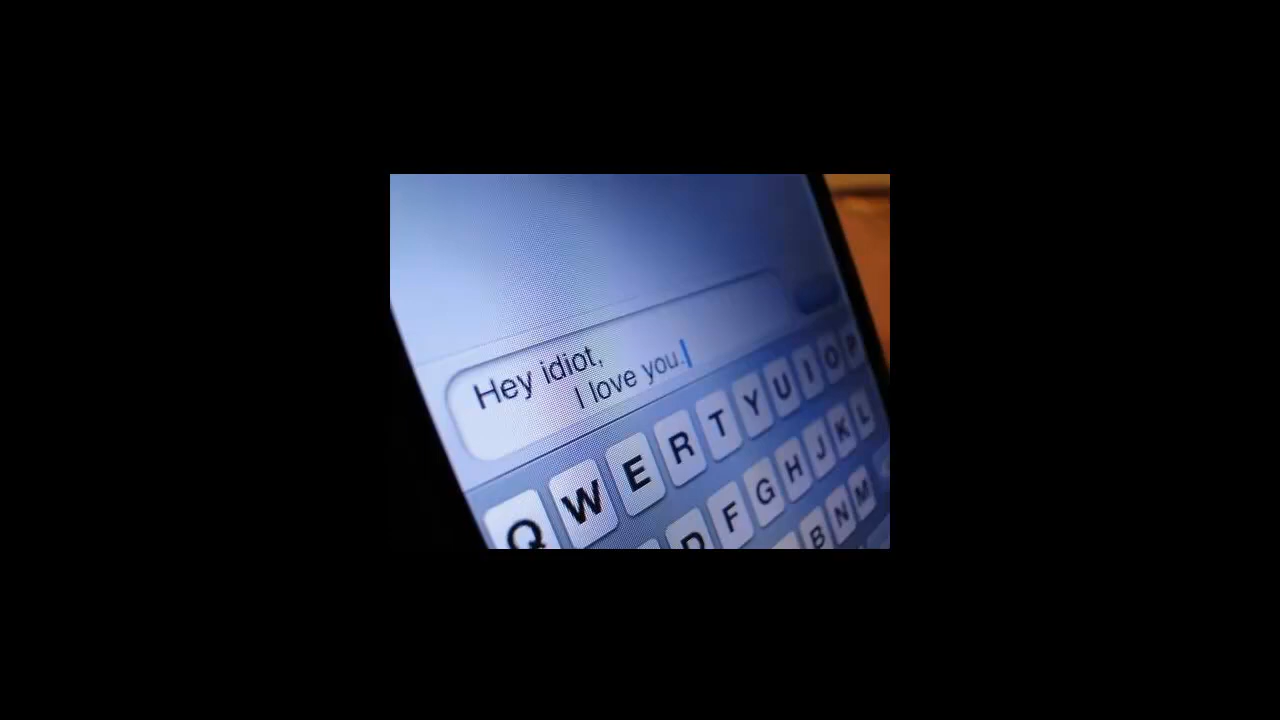 Hey idiot,
I love you.
Q W E R T Y U I O P
D F G H J K L
B N M